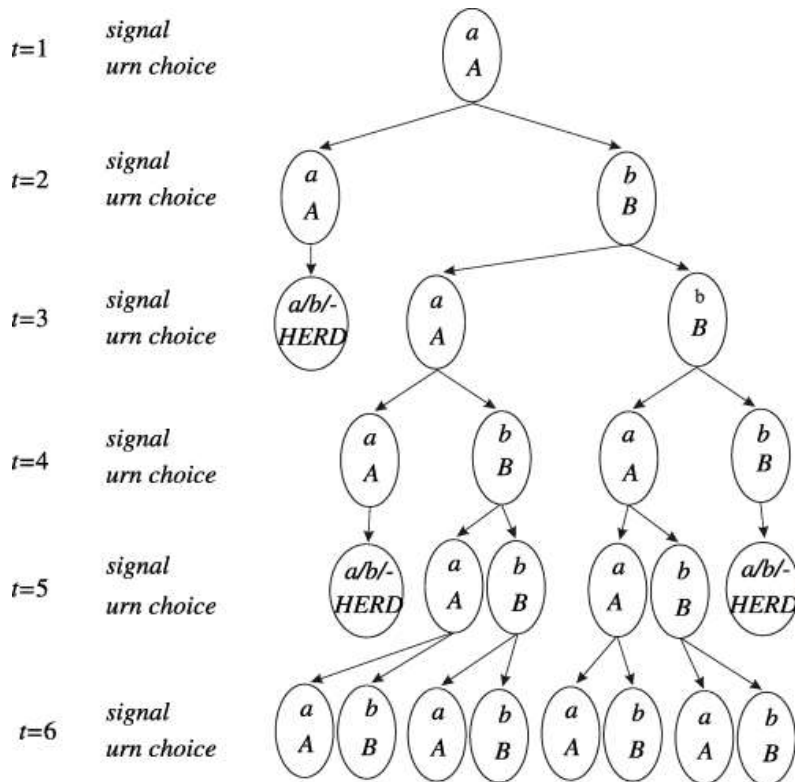 a
t=1 signal
urn choice A
t=2 signal a b
urn choice A B
t=3 signal a/b/- a b
urn choice HERD A B
t=4 signal a b a b
urn choice A B A B
t=5 signal a/b/- a b a b a/b/-
urn choice HERD A B A B HERD
t=6 signal a b a b a b a b
urn choice A B A B A B A B